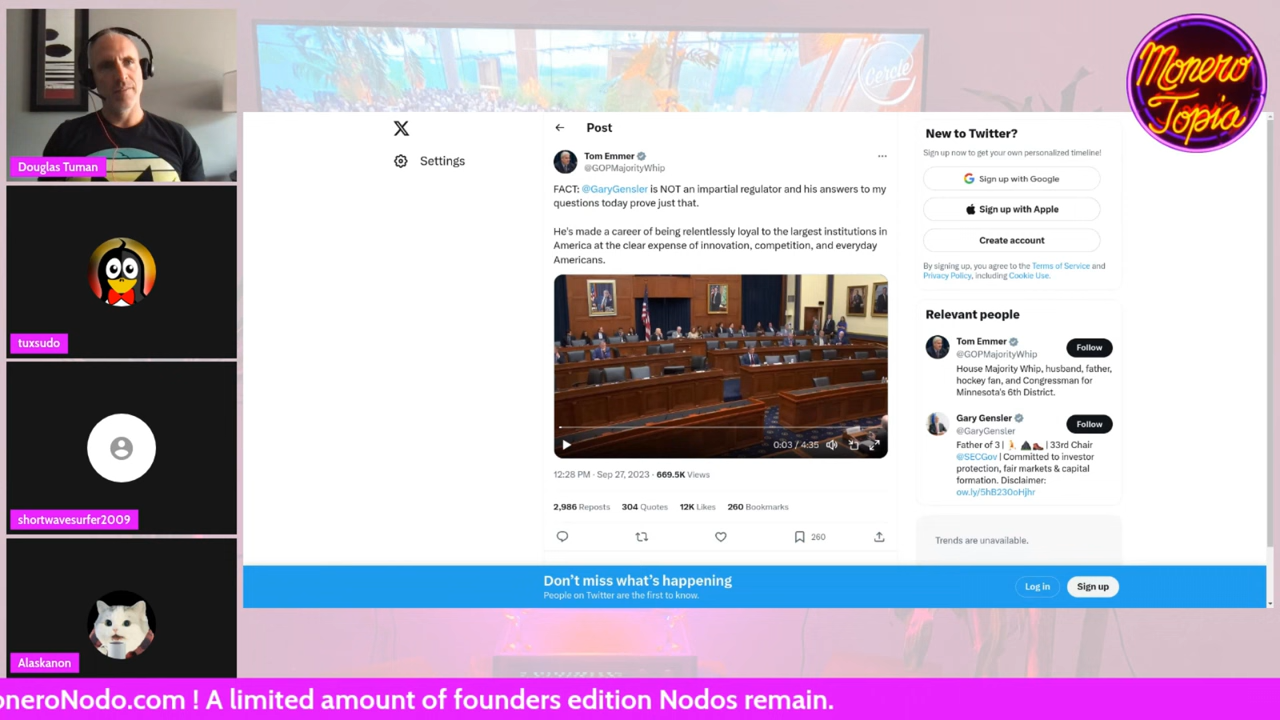 Douglas Tuman
tuxsudo
shortwavesurfer2009
Alaskanon
Cercle
Monero
Topia
Settings
Post
Tom Emmer
@GOPMajorityWhip
FACT: @GaryGensler is NOT an impartial regulator and his answers to my
questions today prove just that.
He's made a career of being relentlessly loyal to the largest institutions in
America at the clear expense of innovation, competition, and everyday
Americans.
0:03 / 4:35
12:28 PM · Sep 27, 2023 · 669.5K Views
2,986 Reposts 304 Quotes 12K Likes 260 Bookmarks
260
New to Twitter?
Sign up now to get your own personalized timeline!
Sign up with Google
Sign up with Apple
Create account
By signing up, you agree to the Terms of Service and
Privacy Policy, including Cookie Use.
Relevant people
Tom Emmer
@GOPMajorityWhip
Follow
House Majority Whip, husband, father,
hockey fan, and Congressman for
Minnesota's 6th District.
Gary Gensler
@GaryGensler
Follow
Father of 3 | 🏃 ⛰️ 🥾 | 33rd Chair
@SECGov | Committed to investor
protection, fair markets & capital
formation. Disclaimer:
ow.ly/5hB230oHjhr
Trends are unavailable.
Don't miss what's happening
People on Twitter are the first to know.
Log in
Sign up
oneroNodo.com ! A limited amount of founders edition Nodos remain.